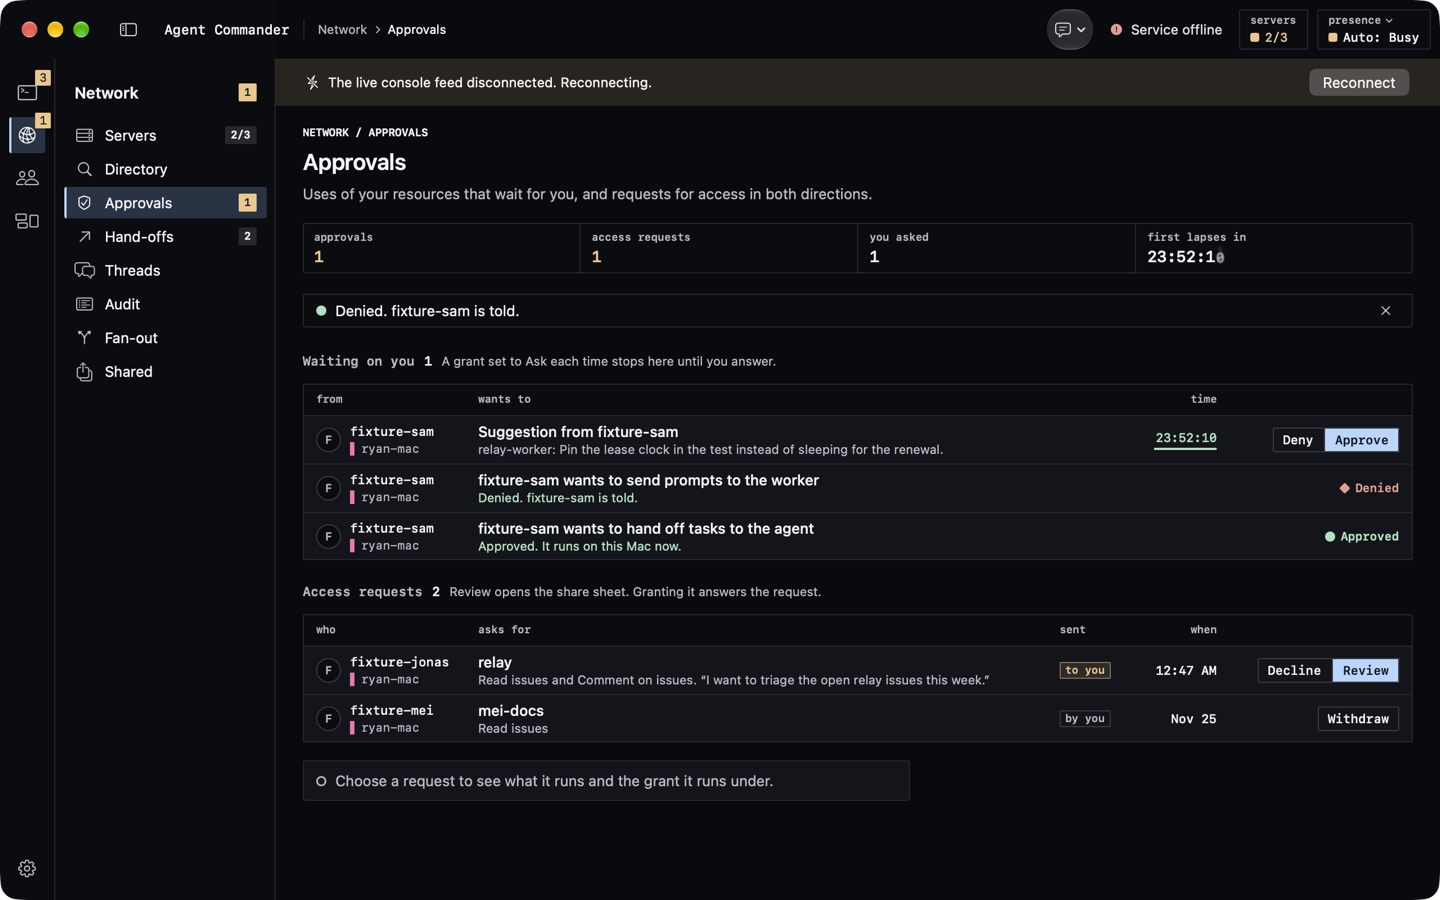 Agent Commander
Network > Approvals
Service offline
servers
2/3
presence
Auto: Busy
3
1
Network 1
Servers 2/3
Directory
Approvals 1
Hand-offs 2
Threads
Audit
Fan-out
Shared
The live console feed disconnected. Reconnecting.
Reconnect
NETWORK / APPROVALS
Approvals
Uses of your resources that wait for you, and requests for access in both directions.
approvals
1
access requests
1
you asked
1
first lapses in
23:52:10
Denied. fixture-sam is told.
Waiting on you 1 A grant set to Ask each time stops here until you answer.
from wants to time
F
fixture-sam
ryan-mac
Suggestion from fixture-sam
relay-worker: Pin the lease clock in the test instead of sleeping for the renewal.
23:52:10
Deny Approve
F
fixture-sam
ryan-mac
fixture-sam wants to send prompts to the worker
Denied. fixture-sam is told.
Denied
F
fixture-sam
ryan-mac
fixture-sam wants to hand off tasks to the agent
Approved. It runs on this Mac now.
Approved
Access requests 2 Review opens the share sheet. Granting it answers the request.
who asks for sent when
F
fixture-jonas
ryan-mac
relay
Read issues and Comment on issues. “I want to triage the open relay issues this week.”
to you
12:47 AM
Decline Review
F
fixture-mei
ryan-mac
mei-docs
Read issues
by you
Nov 25
Withdraw
Choose a request to see what it runs and the grant it runs under.